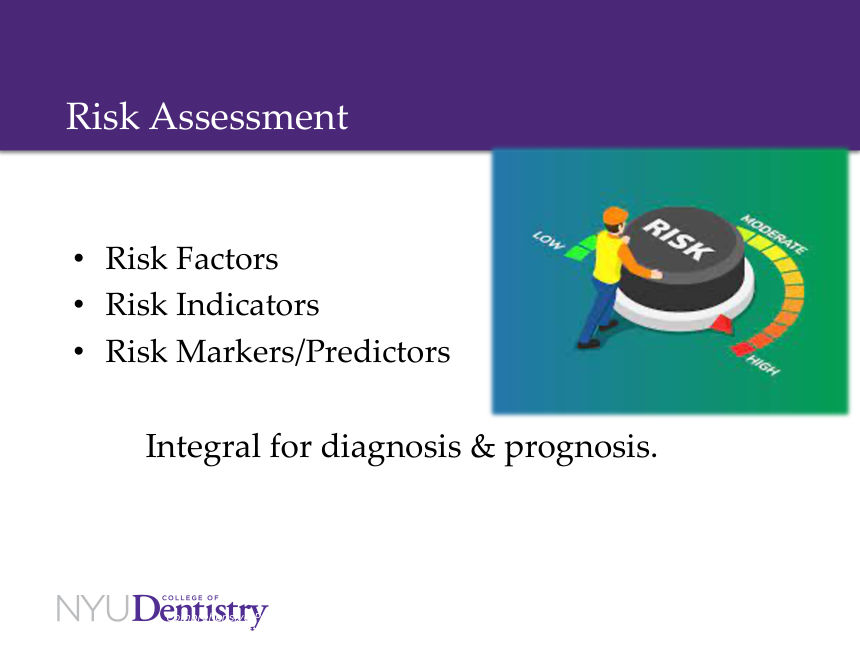 Risk Assessment
LOW
RISK
MODERATE
HIGH
• Risk Factors
• Risk Indicators
• Risk Markers/Predictors
Integral for diagnosis & prognosis.
COLLEGE OF
NYU Dentistry